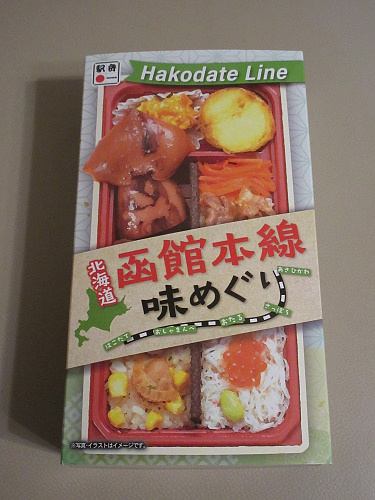 駅弁
Hakodate Line
北海道
函館本線
味めぐり
あさひかわ
さっぽろ
おたる
おしゃまんべ
はこだて
※写真・イラストはイメージです。